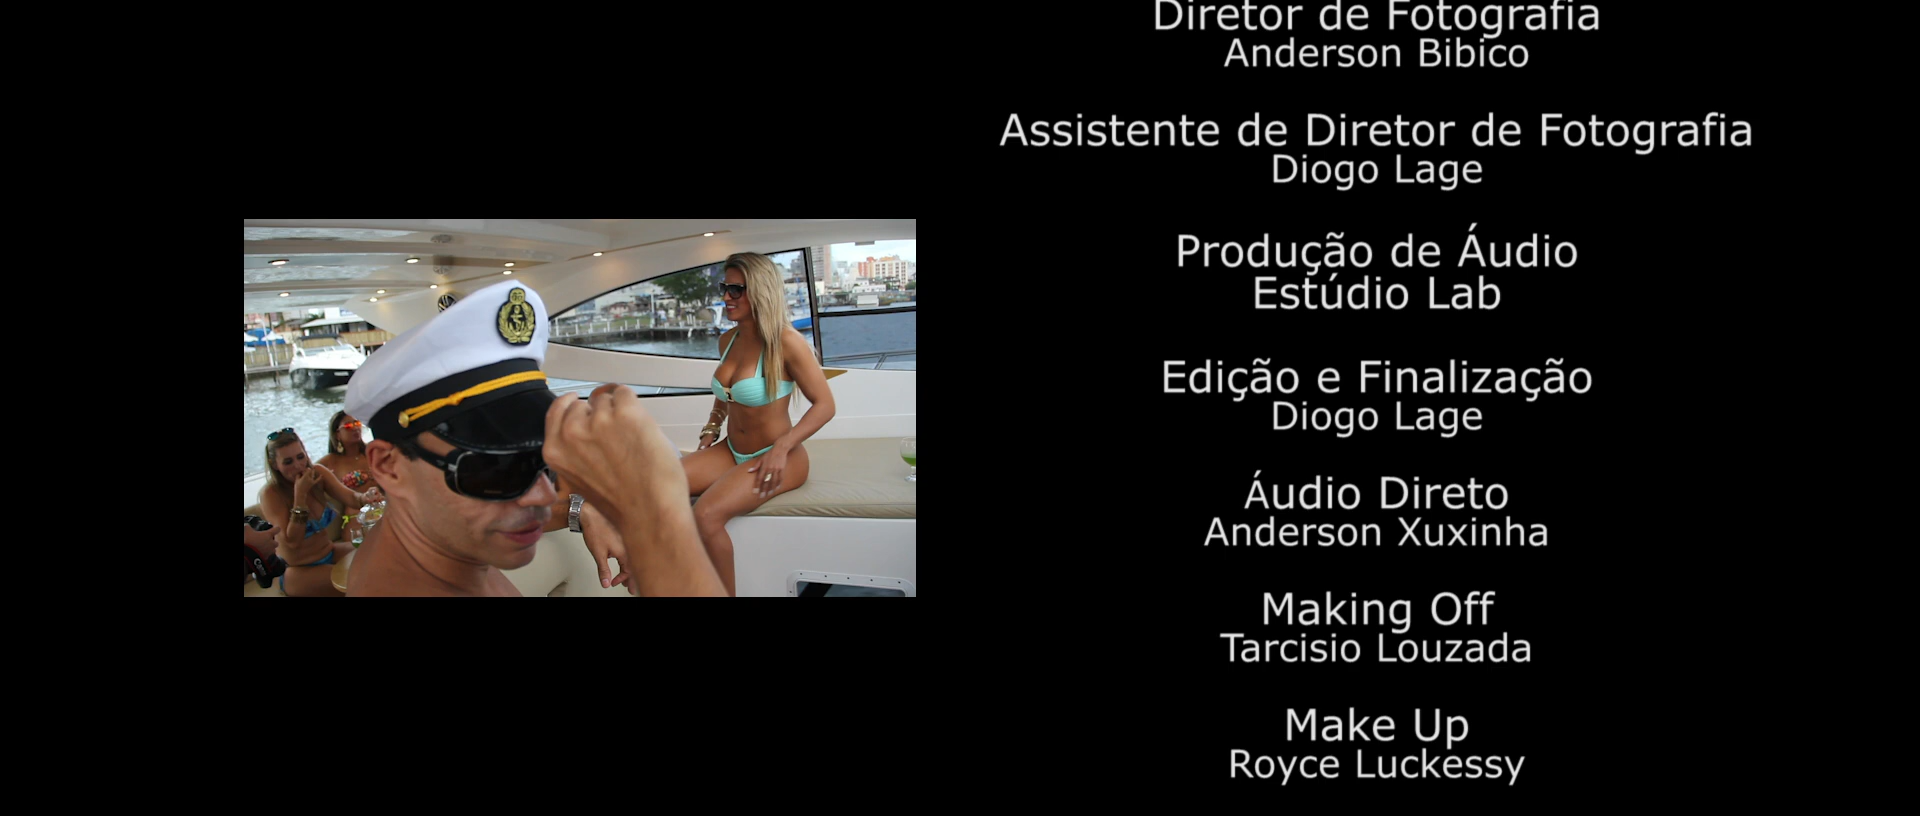 Diretor de Fotografia
Anderson Bibico
Assistente de Diretor de Fotografia
Diogo Lage
Produção de Áudio
Estúdio Lab
Edição e Finalização
Diogo Lage
Áudio Direto
Anderson Xuxinha
Making Off
Tarcisio Louzada
Make Up
Royce Luckessy